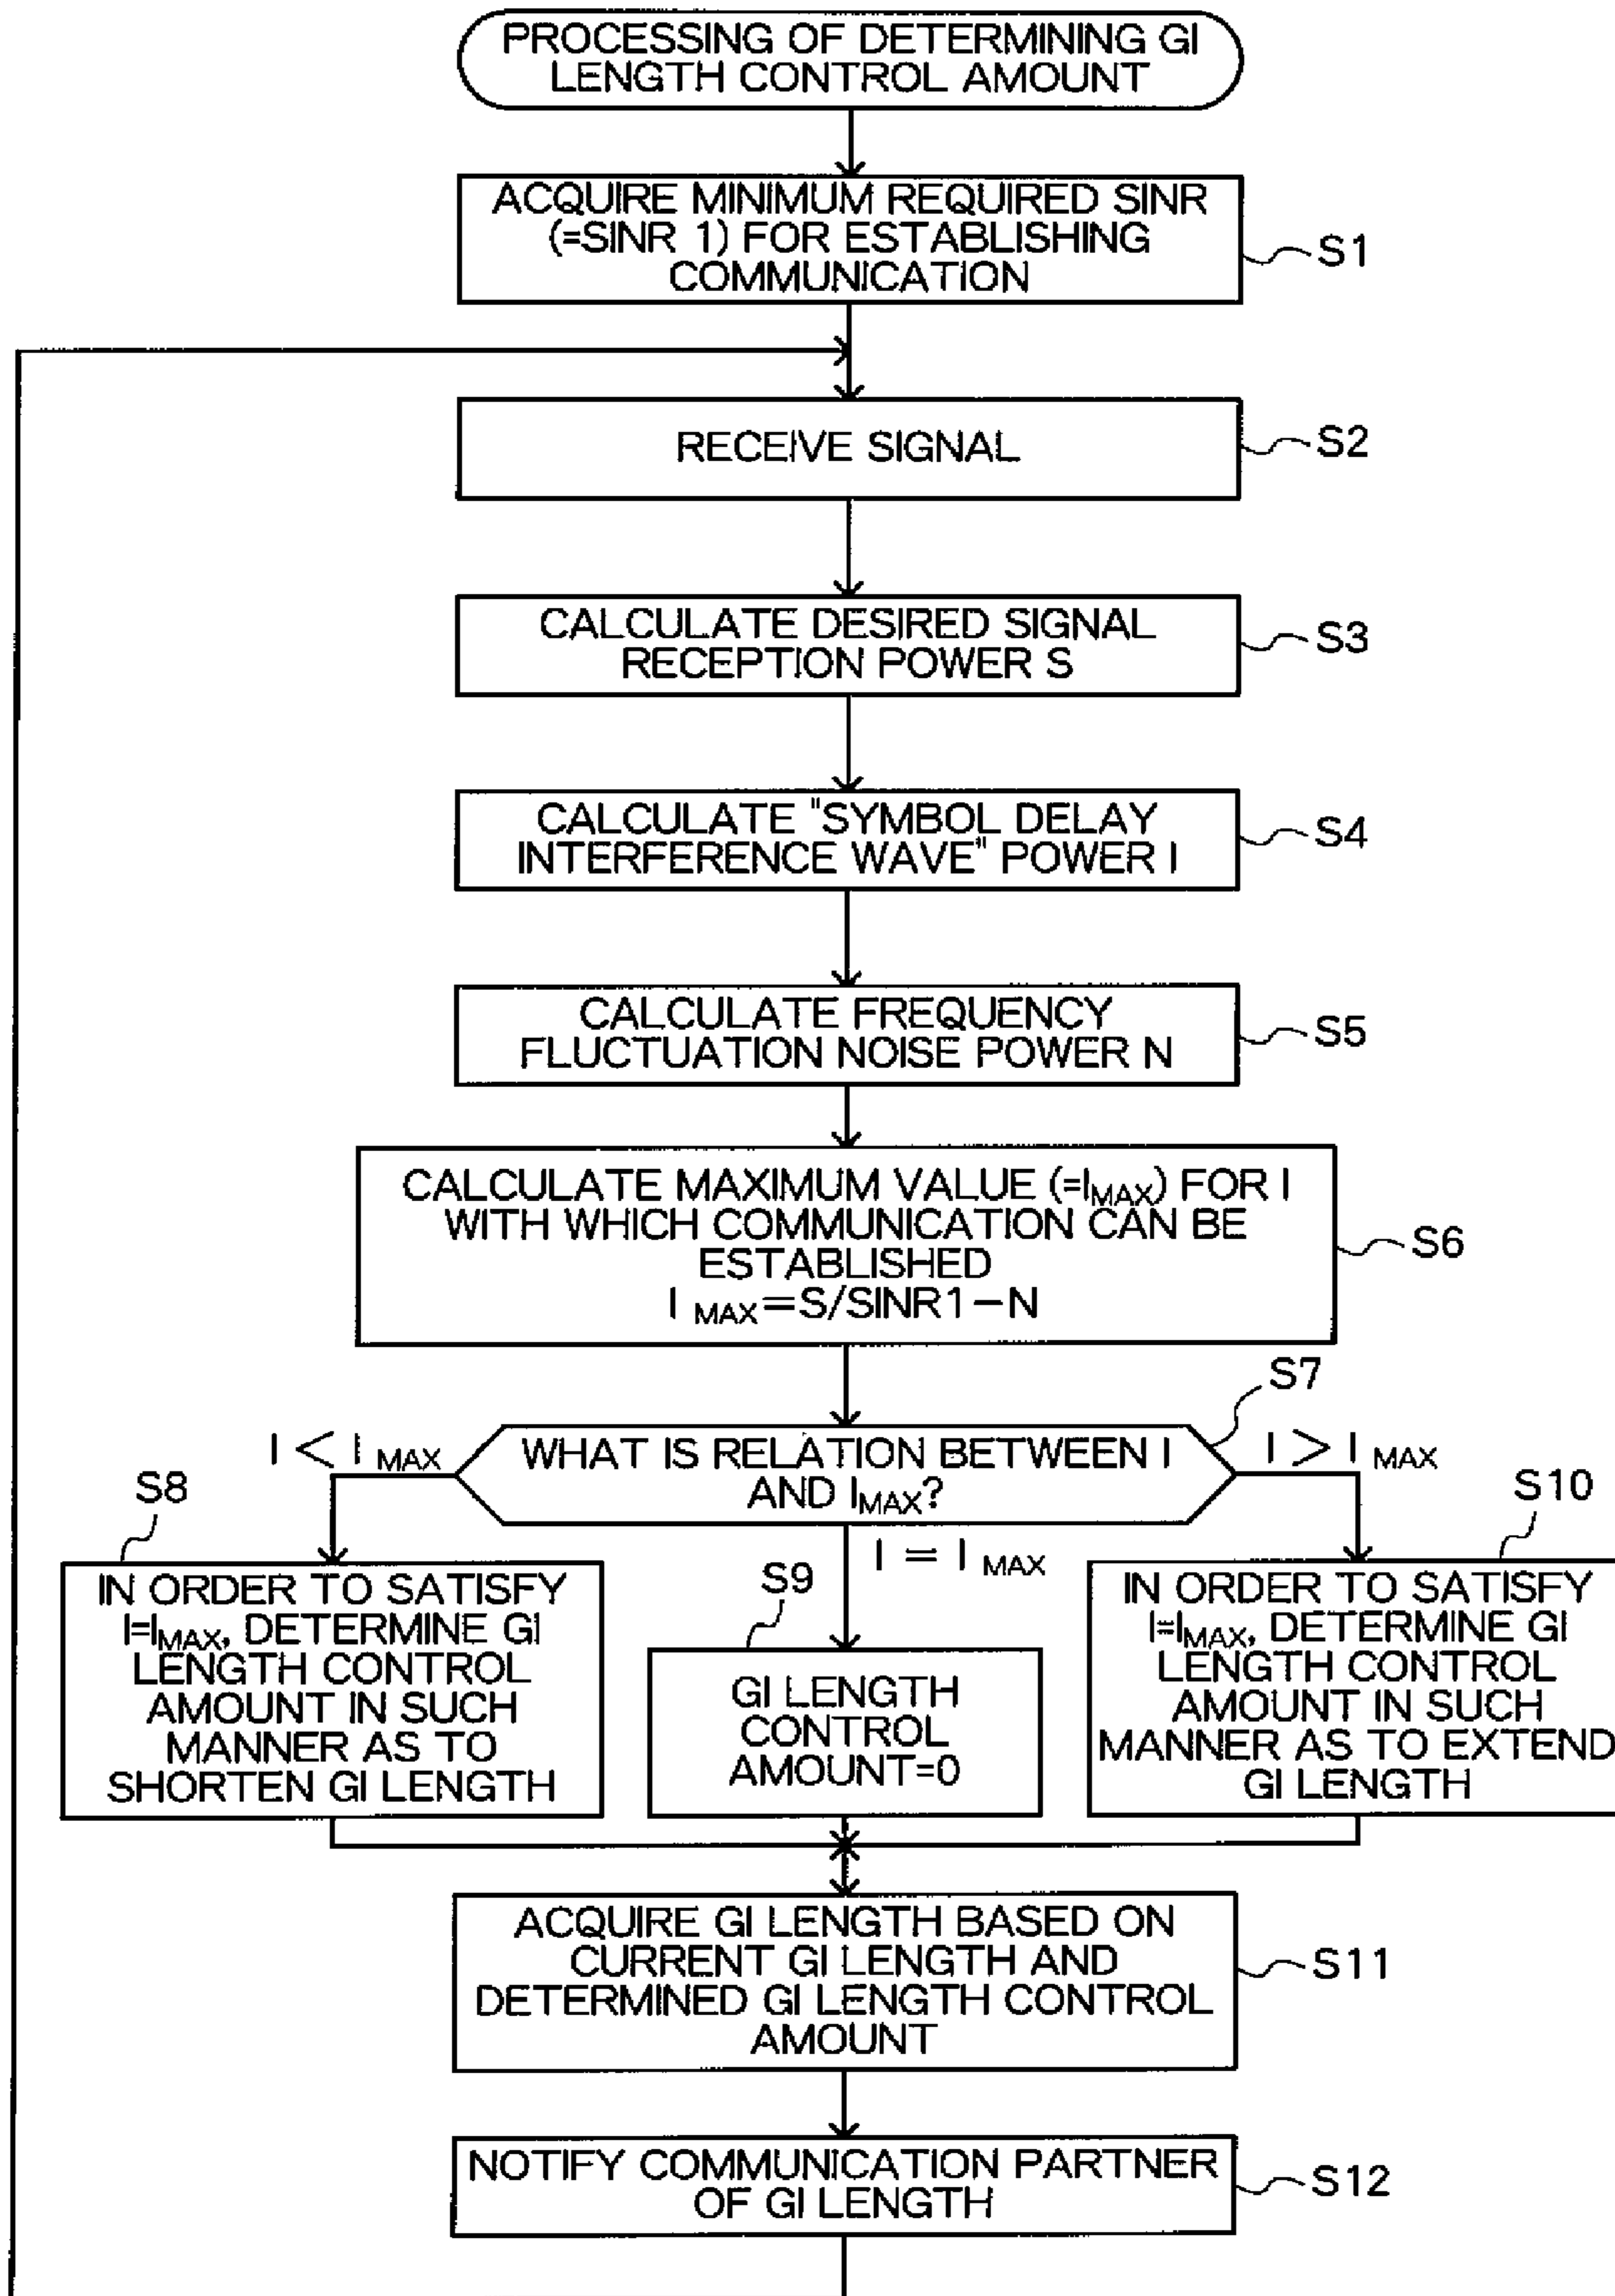 PROCESSING OF DETERMINING GI
LENGTH CONTROL AMOUNT
ACQUIRE MINIMUM REQUIRED SINR
(=SINR 1) FOR ESTABLISHING
COMMUNICATION
S1
RECEIVE SIGNAL
S2
CALCULATE DESIRED SIGNAL
RECEPTION POWER S
S3
CALCULATE "SYMBOL DELAY
INTERFERENCE WAVE" POWER I
S4
CALCULATE FREQUENCY
FLUCTUATION NOISE POWER N
S5
CALCULATE MAXIMUM VALUE (=IMAX) FOR I
WITH WHICH COMMUNICATION CAN BE
ESTABLISHED
I MAX=S/SINR1-N
S6
S7
WHAT IS RELATION BETWEEN I
AND IMAX?
I < I MAX
I = I MAX
I > I MAX
S8
IN ORDER TO SATISFY
I=IMAX, DETERMINE GI
LENGTH CONTROL
AMOUNT IN SUCH
MANNER AS TO
SHORTEN GI LENGTH
S9
GI LENGTH
CONTROL
AMOUNT=0
S10
IN ORDER TO SATISFY
I=IMAX, DETERMINE GI
LENGTH CONTROL
AMOUNT IN SUCH
MANNER AS TO EXTEND
GI LENGTH
ACQUIRE GI LENGTH BASED ON
CURRENT GI LENGTH AND
DETERMINED GI LENGTH CONTROL
AMOUNT
S11
NOTIFY COMMUNICATION PARTNER
OF GI LENGTH
S12